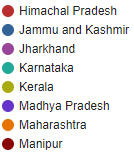 Himachal Pradesh
Jammu and Kashmir
Jharkhand
Karnataka
Kerala
Madhya Pradesh
Maharashtra
Manipur